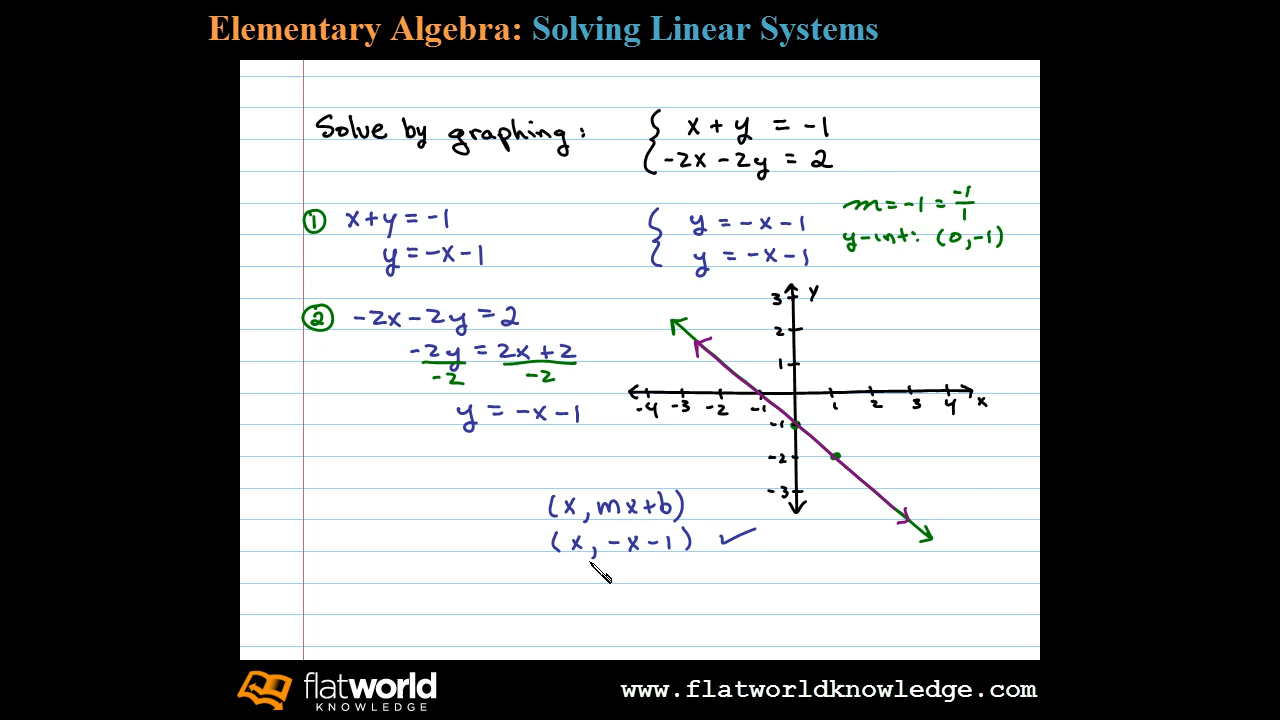 Elementary Algebra: Solving Linear Systems
Solve by graphing:
{ x + y = -1
-2x - 2y = 2
① x + y = -1
y = -x - 1
{ y = -x - 1
y = -x - 1
m = -1 = -1/1
y-int: (0, -1)
② -2x - 2y = 2
-2y = 2x + 2
-2 -2
y = -x - 1
y
3
2
1
-4 -3 -2 -1 1 2 3 4 x
-1
-2
-3
(x, mx+b)
(x, -x-1) ✓
flatworld
KNOWLEDGE
www.flatworldknowledge.com